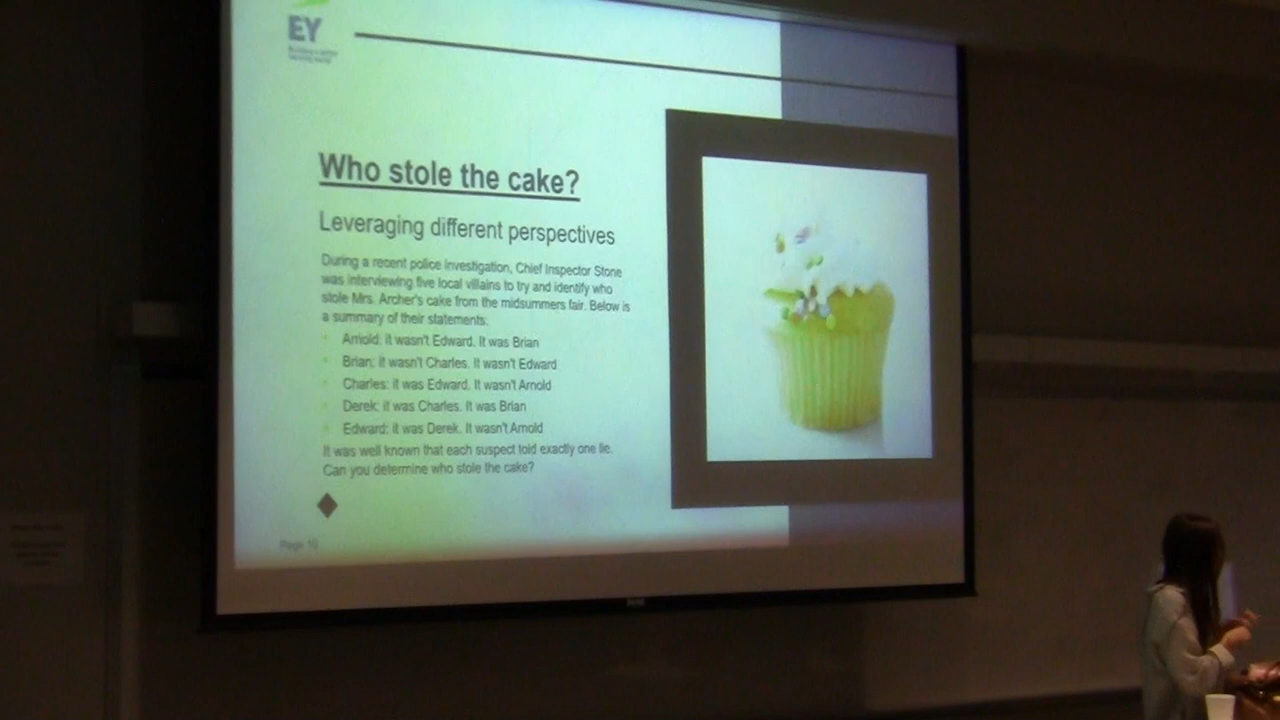 EY
Who stole the cake?
Leveraging different perspectives
During a recent police investigation, Chief Inspector Stone
was interviewing five local villains to try and identify who
stole Mrs. Archer's cake from the midsummers fair. Below is
a summary of their statements:
Arnold: it wasn't Edward. It was Brian
Brian: it wasn't Charles. It wasn't Edward
Charles: it was Edward. It wasn't Arnold
Derek: it was Charles. It was Brian
Edward: it was Derek. It wasn't Arnold
It was well known that each suspect told exactly one lie.
Can you determine who stole the cake?
Page 10